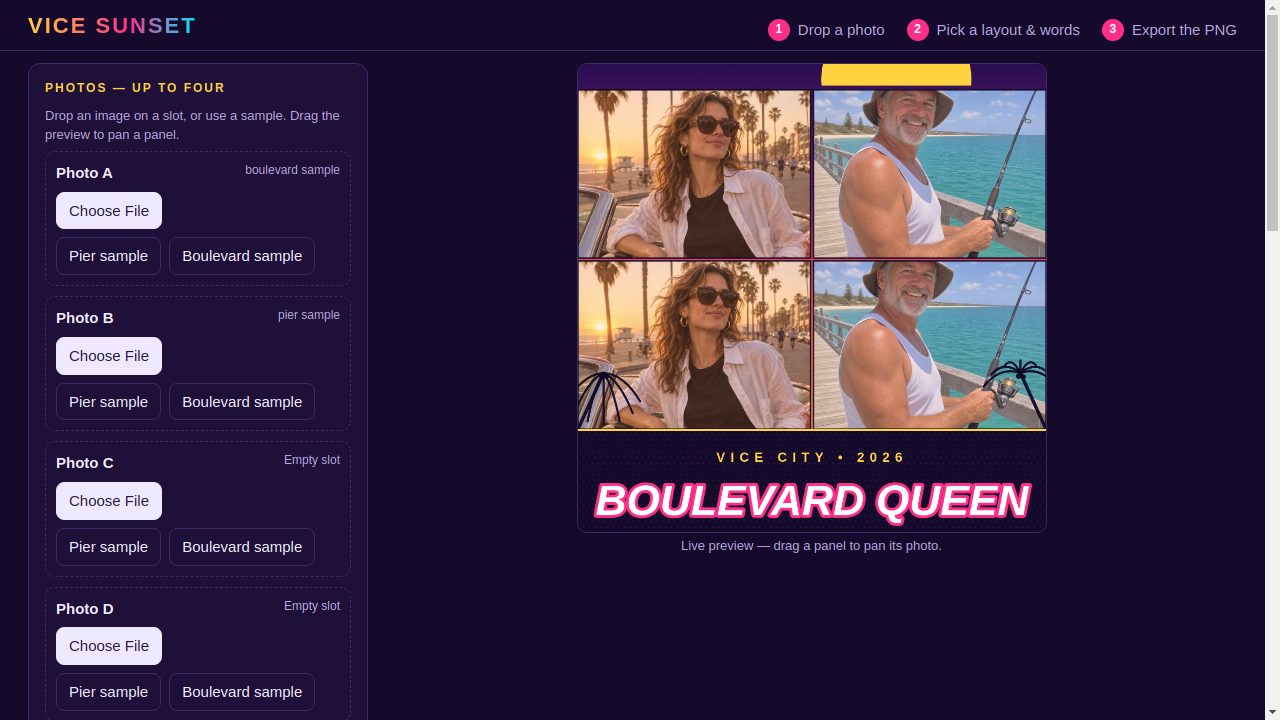 VICE SUNSET
1 Drop a photo
2 Pick a layout & words
3 Export the PNG
PHOTOS — UP TO FOUR
Drop an image on a slot, or use a sample. Drag the
preview to pan a panel.
Photo A
boulevard sample
Choose File
Pier sample
Boulevard sample
Photo B
pier sample
Choose File
Pier sample
Boulevard sample
Photo C
Empty slot
Choose File
Pier sample
Boulevard sample
Photo D
Empty slot
Choose File
Pier sample
Boulevard sample
VICE CITY • 2026
BOULEVARD QUEEN
Live preview — drag a panel to pan its photo.